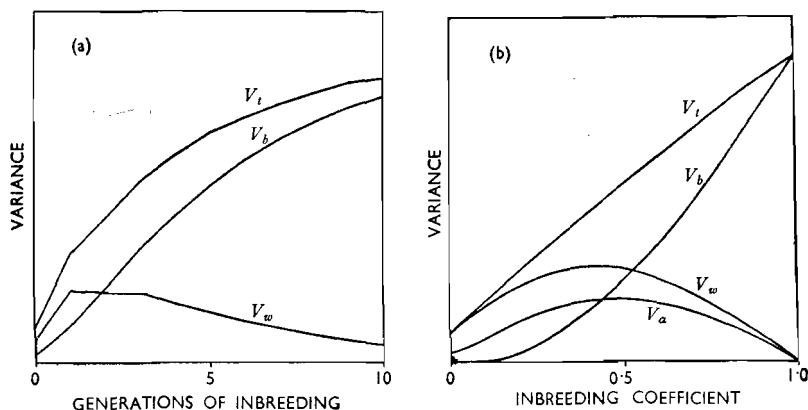 (a)
V_t
V_b
V_w
VARIANCE
0
5
10
GENERATIONS OF INBREEDING
(b)
V_t
V_b
V_w
V_a
VARIANCE
0
0·5
1·0
INBREEDING COEFFICIENT